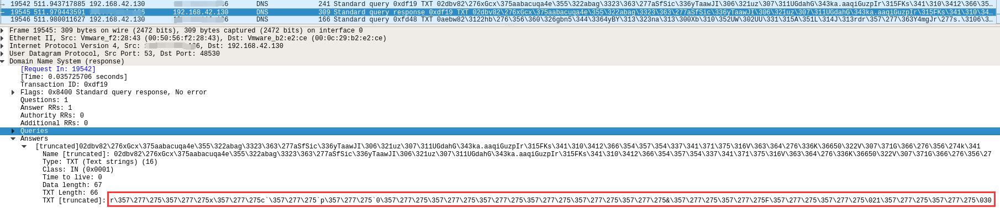 19542 511.943717885 192.168.42.130 6 DNS 241 Standard query 0xdf19 TXT 02dbv82\276xGcx\375aabacuqa4e\355\322abag\3323\363\277aSfSic\336yTaawJI\306\321uz\307\311UGdahG\343ka.aaqiGuzpIr\315FKs\341\310\3412\366\35…
19545 511.979443591 192.168.42.130 DNS 309 Standard query response 0xdf19 TXT 02dbv82\276xGcx\375aabacuqa4e\355\322abag\3323\363\277aSfSic\336yTaawJI\306\321uz\307\311UGdahG\343ka.aaqiGuzpIr\315FKs\341\310\34…
19546 511.980011627 192.168.42.130 6 DNS 166 Standard query 0xfd48 TXT 0aebw82\3122hb\276\356\360\326gbn5\344\3364yBY\313\323na\313\300Xb\310\352UW\302UU\331\315A\351L\314J\313rdr\357\277\363Y4mgJr\277s.\3106\3…
Frame 19545: 309 bytes on wire (2472 bits), 309 bytes captured (2472 bits) on interface 0
Ethernet II, Src: Vmware_f2:28:43 (00:50:56:f2:28:43), Dst: Vmware_b2:e2:ce (00:0c:29:b2:e2:ce)
Internet Protocol Version 4, Src: 6, Dst: 192.168.42.130
User Datagram Protocol, Src Port: 53, Dst Port: 48530
Domain Name System (response)
[Request In: 19542]
[Time: 0.035725706 seconds]
Transaction ID: 0xdf19
Flags: 0x8400 Standard query response, No error
Questions: 1
Answer RRs: 1
Authority RRs: 0
Additional RRs: 0
Queries
Answers
[truncated]02dbv82\276xGcx\375aabacuqa4e\355\322abag\3323\363\277aSfSic\336yTaawJI\306\321uz\307\311UGdahG\343ka.aaqiGuzpIr\315FKs\341\310\3412\366\354\357\354\337\341\371\375\316V\363\364\276\336K\36650\322V\307\371G\366\276\356\274k\341
Name [truncated]: 02dbv82\276xGcx\375aabacuqa4e\355\322abag\3323\363\277aSfSic\336yTaawJI\306\321uz\307\311UGdahG\343ka.aaqiGuzpIr\315FKs\341\310\3412\366\354\357\354\337\341\371\375\316V\363\364\276\336K\36650\322V\307\371G\366\276\356\27
Type: TXT (Text strings) (16)
Class: IN (0x0001)
Time to live: 0
Data length: 67
TXT Length: 66
TXT [truncated]: r\357\277\275\357\277\275x\357\277\275c`\357\277\275`p\357\277\275`0\357\277\275\357\277\275\357\277\275\357\277\275\357\277\275\357\277\275&\357\277\275\357\277\275F\357\277\275\357\277\275\021\357\277\275\357\277\275\030